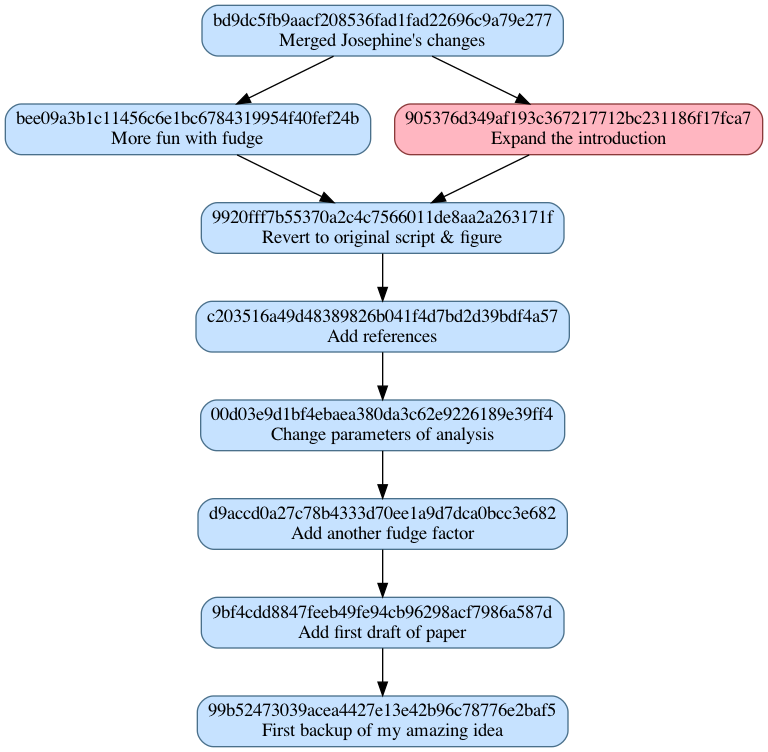 bd9dc5fb9aacf208536fad1fad22696c9a79e277
Merged Josephine's changes
bee09a3b1c11456c6e1bc6784319954f40fef24b
More fun with fudge
905376d349af193c367217712bc231186f17fca7
Expand the introduction
9920fff7b55370a2c4c7566011de8aa2a263171f
Revert to original script & figure
c203516a49d48389826b041f4d7bd2d39bdf4a57
Add references
00d03e9d1bf4ebaea380da3c62e9226189e39ff4
Change parameters of analysis
d9accd0a27c78b4333d70ee1a9d7dca0bcc3e682
Add another fudge factor
9bf4cdd8847feeb49fe94cb96298acf7986a587d
Add first draft of paper
99b52473039acea4427e13e42b96c78776e2baf5
First backup of my amazing idea